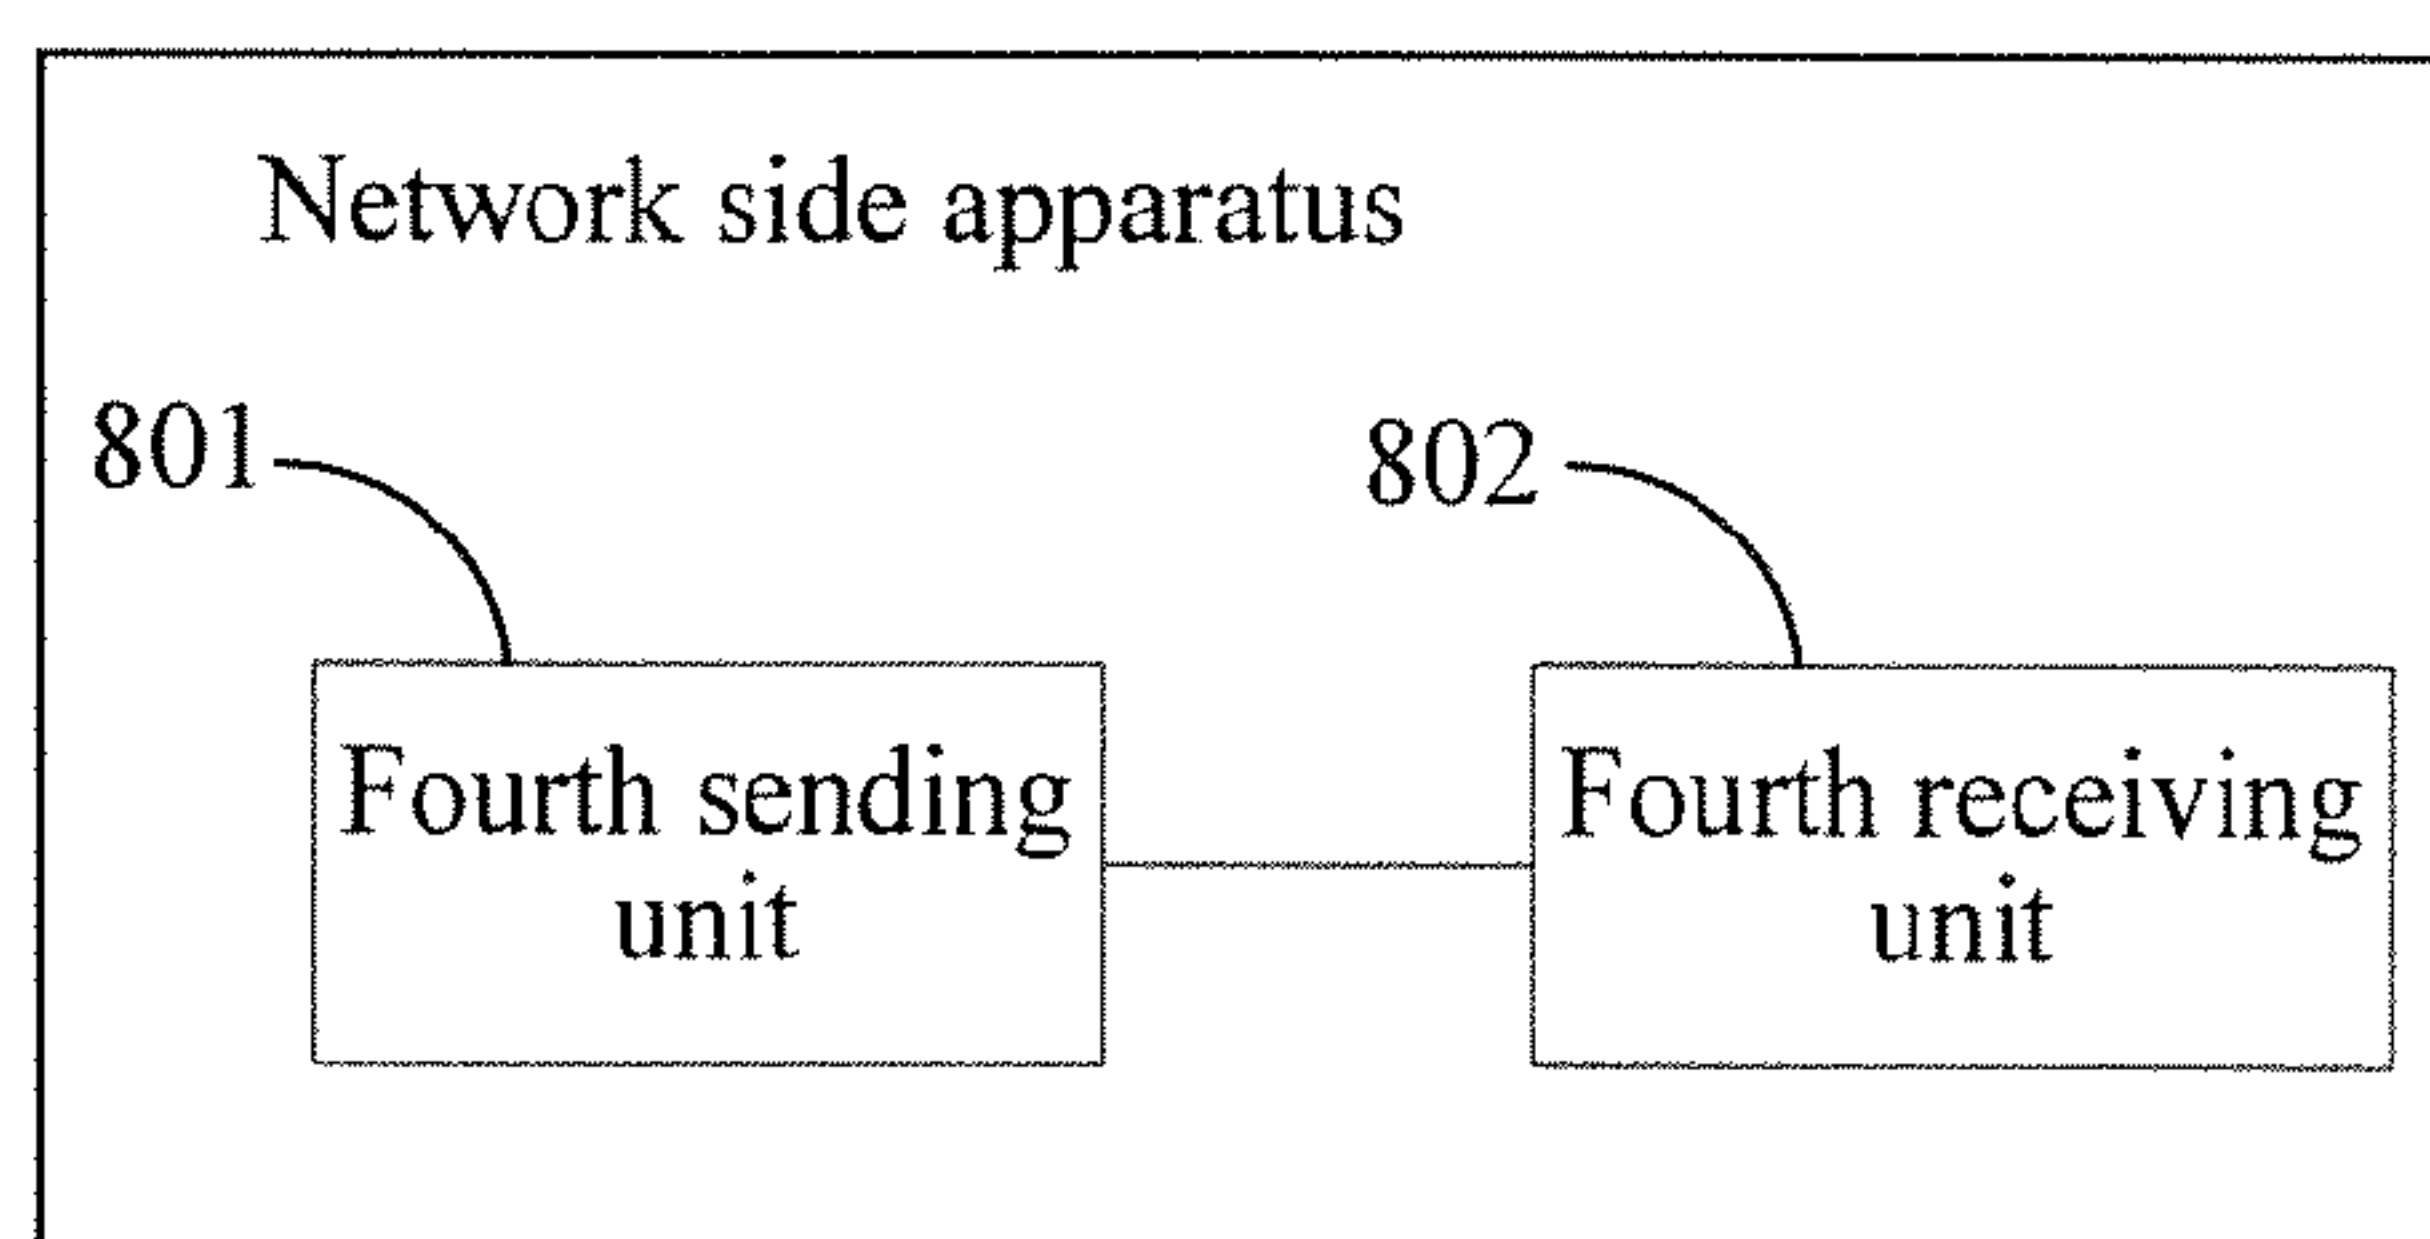 Network side apparatus
801
802
Fourth sending
unit
Fourth receiving
unit